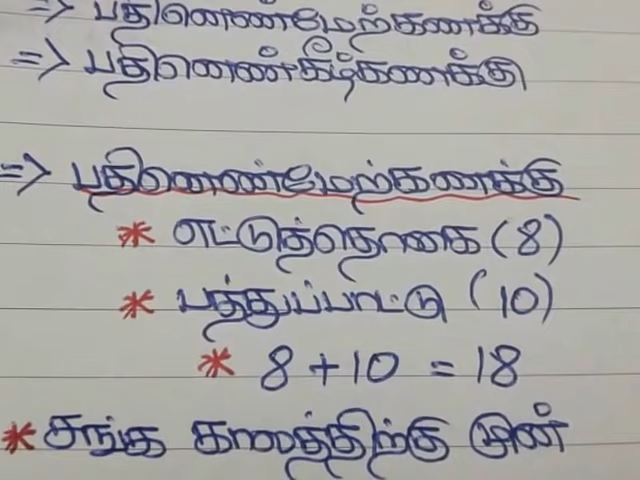 => பதினெண்மேற்கணக்கு
=> பதினெண்கீழ்கணக்கு
=> பதினெண்மேற்கணக்கு
* எட்டுத்தொகை (8)
* பத்துப்பாட்டு (10)
* 8 + 10 = 18
* சங்க காலத்திற்கு முன்